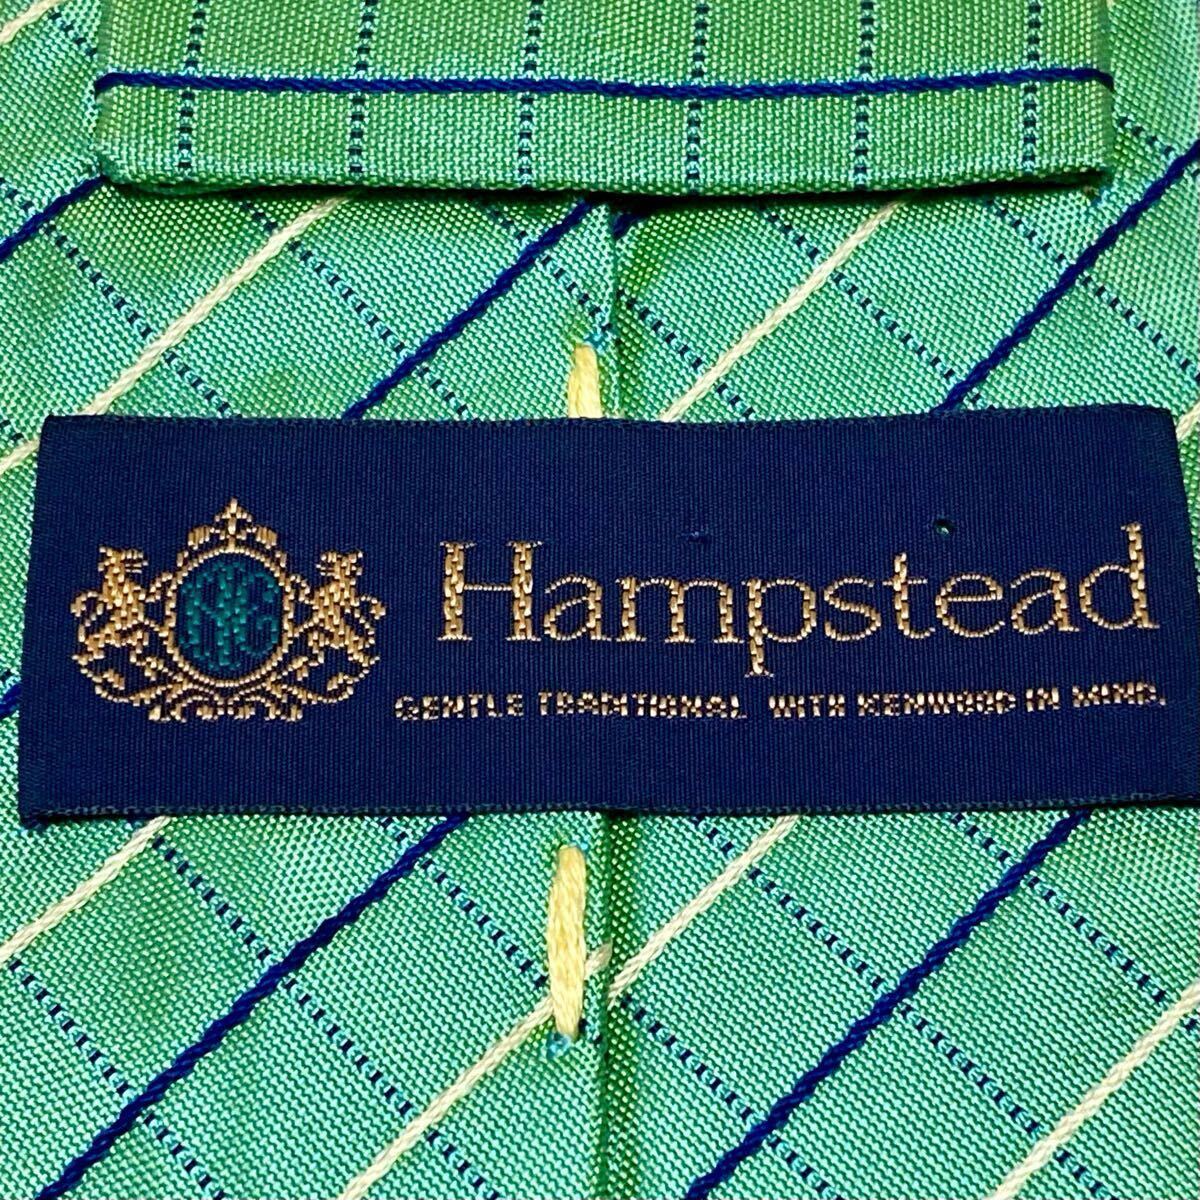 Hampstead
GENTLE TRADITIONAL WITH KENWOOD IN MIND.